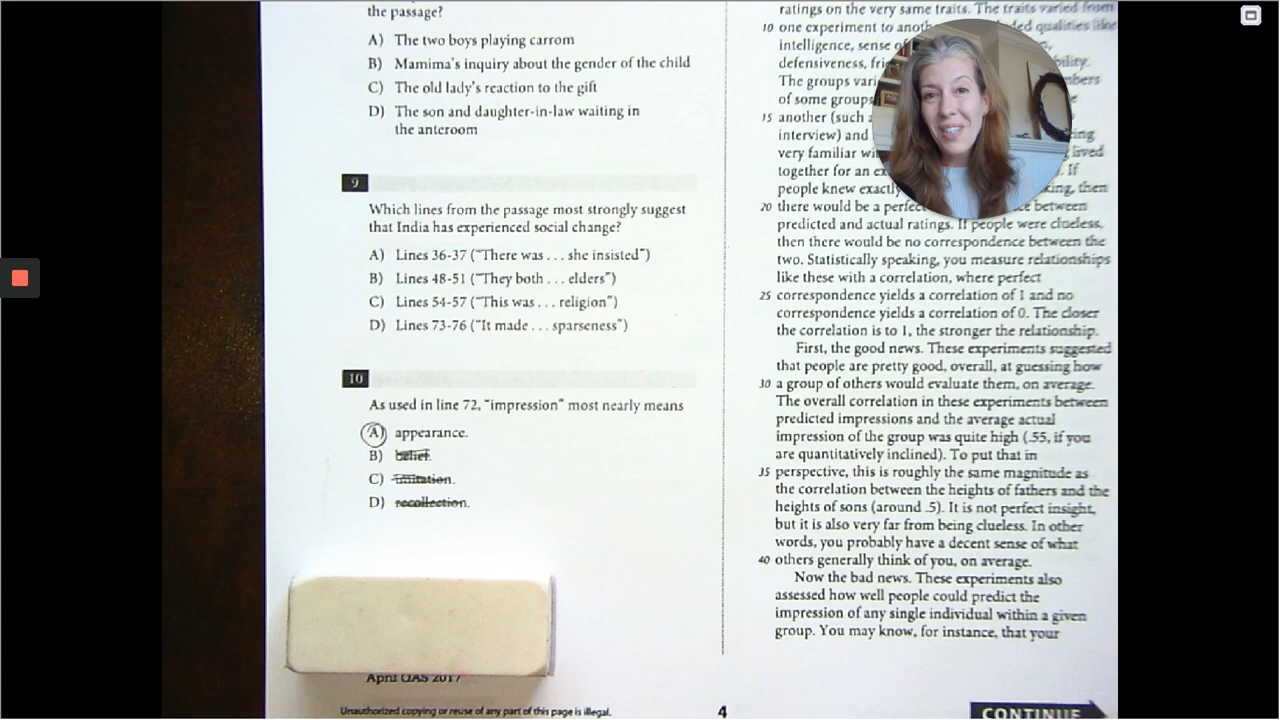 the passage?
A) The two boys playing carrom
B) Mamima's inquiry about the gender of the child
C) The old lady's reaction to the gift
D) The son and daughter-in-law waiting in
the anteroom
9
Which lines from the passage most strongly suggest
that India has experienced social change?
A) Lines 36-37 ("There was . . . she insisted")
B) Lines 48-51 ("They both . . . elders")
C) Lines 54-57 ("This was . . . religion")
D) Lines 73-76 ("It made . . . sparseness")
10
As used in line 72, "impression" most nearly means
A) appearance.
B) belief.
C) imitation.
D) recollection.
April QAS 2017
Unauthorized copying or reuse of any part of this page is illegal.
4
ratings on the very same traits. The traits varied from
10 one experiment to qualities like
intelligence, sense
defensiveness,
The groups
of some groups
15 another (such
interview) and
very familiar lived
together for an If
people knew exactly then
20 there would be a between
predicted and actual ratings. If people were clueless,
then there would be no correspondence between the
two. Statistically speaking, you measure relationships
like these with a correlation, where perfect
25 correspondence yields a correlation of 1 and no
correspondence yields a correlation of 0. The closer
the correlation is to 1, the stronger the relationship.
First, the good news. These experiments suggested
that people are pretty good, overall, at guessing how
30 a group of others would evaluate them, on average.
The overall correlation in these experiments between
predicted impressions and the average actual
impression of the group was quite high (.55, if you
are quantitatively inclined). To put that in
35 perspective, this is roughly the same magnitude as
the correlation between the heights of fathers and the
heights of sons (around .5). It is not perfect insight,
but it is also very far from being clueless. In other
words, you probably have a decent sense of what
40 others generally think of you, on average.
Now the bad news. These experiments also
assessed how well people could predict the
impression of any single individual within a given
group. You may know, for instance, that your
CONTINUE